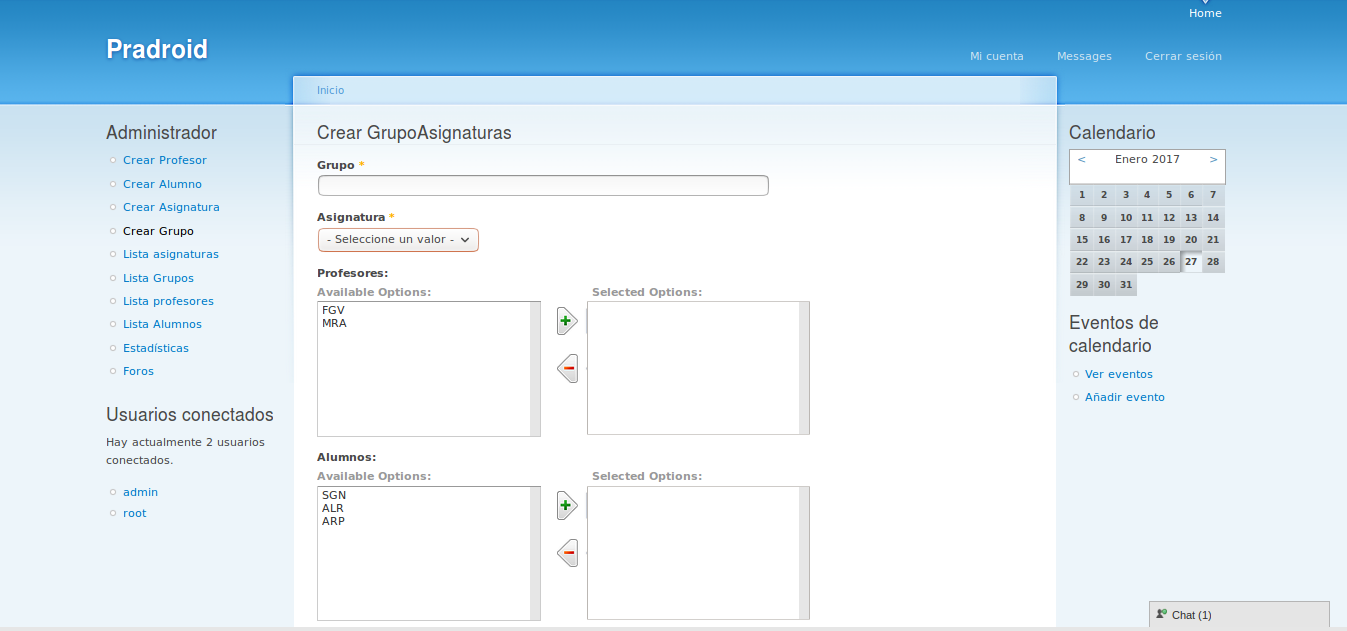 Home
Pradroid
Mi cuenta Messages Cerrar sesión
Inicio
Administrador
Crear Profesor
Crear Alumno
Crear Asignatura
Crear Grupo
Lista asignaturas
Lista Grupos
Lista profesores
Lista Alumnos
Estadísticas
Foros
Usuarios conectados
Hay actualmente 2 usuarios
conectados.
admin
root
Crear GrupoAsignaturas
Grupo *
Asignatura *
- Seleccione un valor -
Profesores:
Available Options: Selected Options:
FGV
MRA
Alumnos:
Available Options: Selected Options:
SGN
ALR
ARP
Calendario
< Enero 2017 >
1 2 3 4 5 6 7
8 9 10 11 12 13 14
15 16 17 18 19 20 21
22 23 24 25 26 27 28
29 30 31
Eventos de
calendario
Ver eventos
Añadir evento
Chat (1)